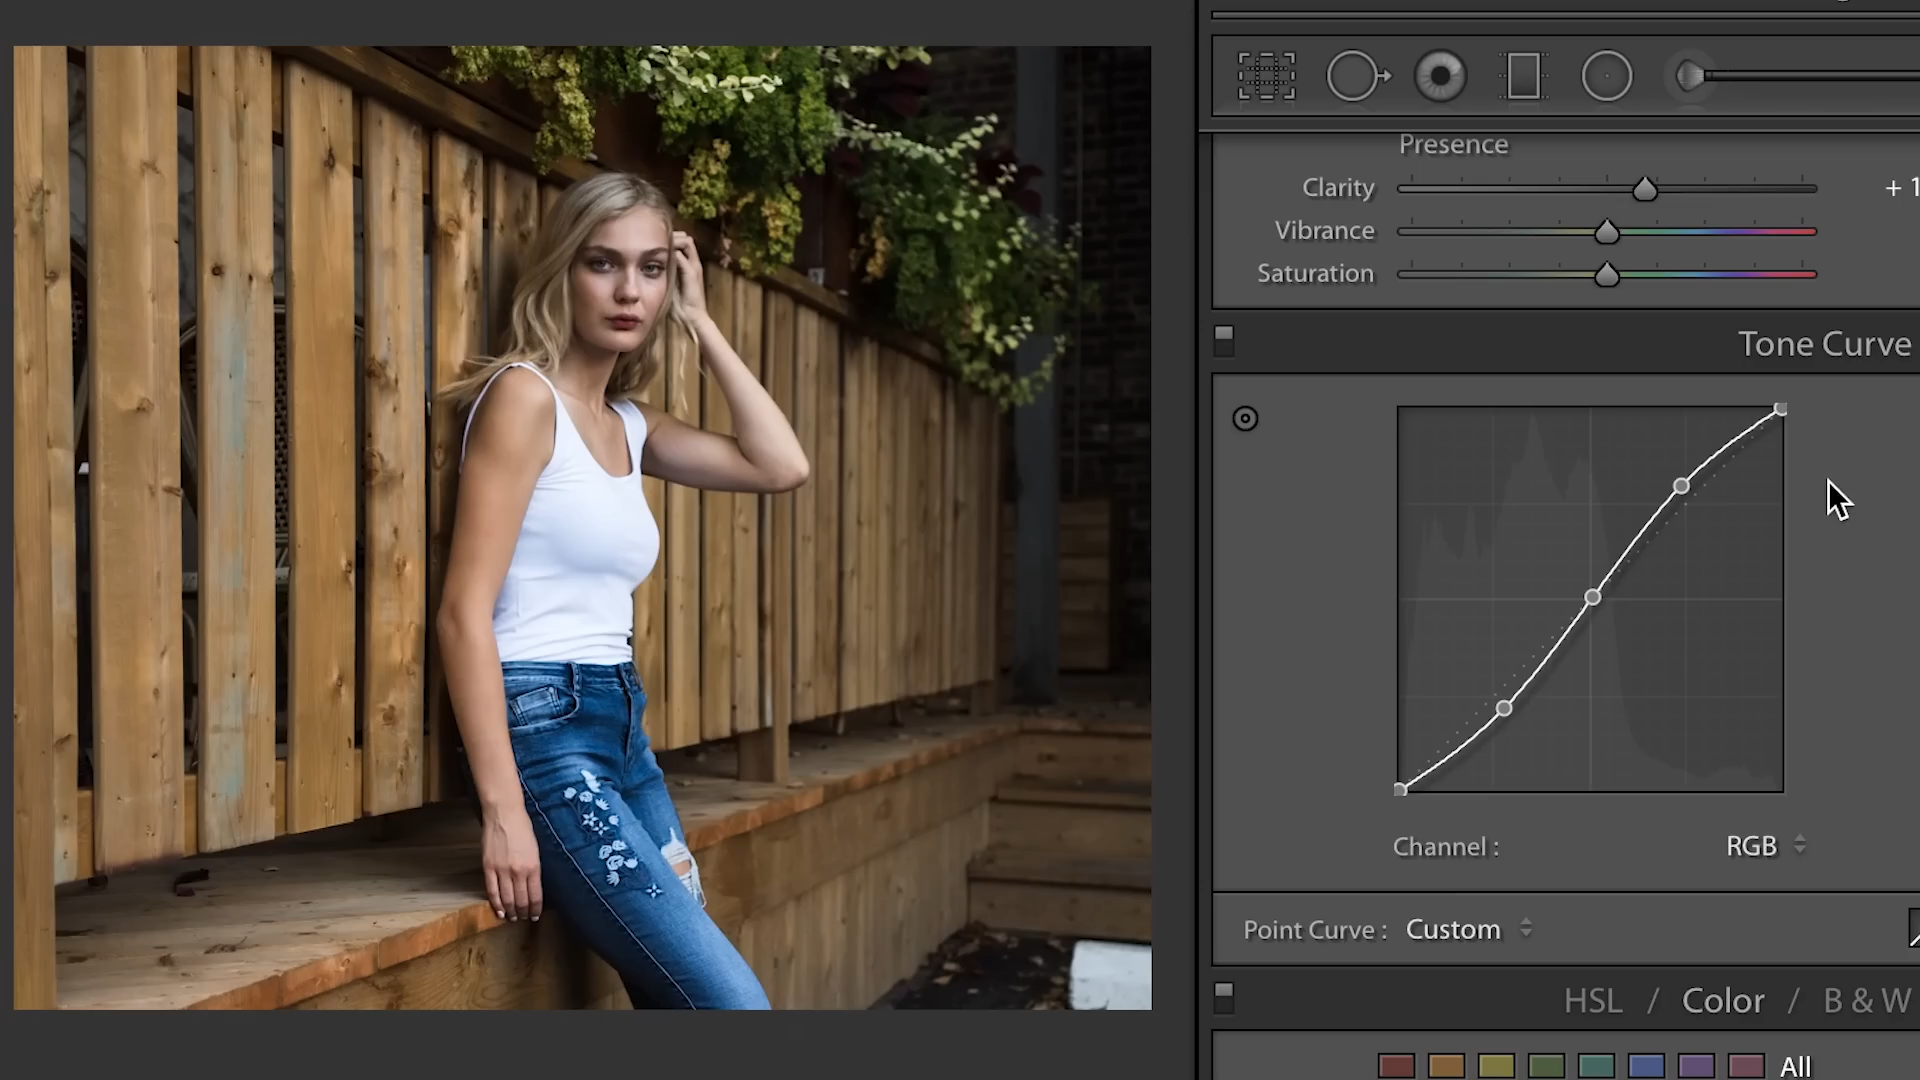 Presence
Clarity + 1
Vibrance
Saturation
Tone Curve
Channel : RGB
Point Curve : Custom
HSL / Color / B & W
All